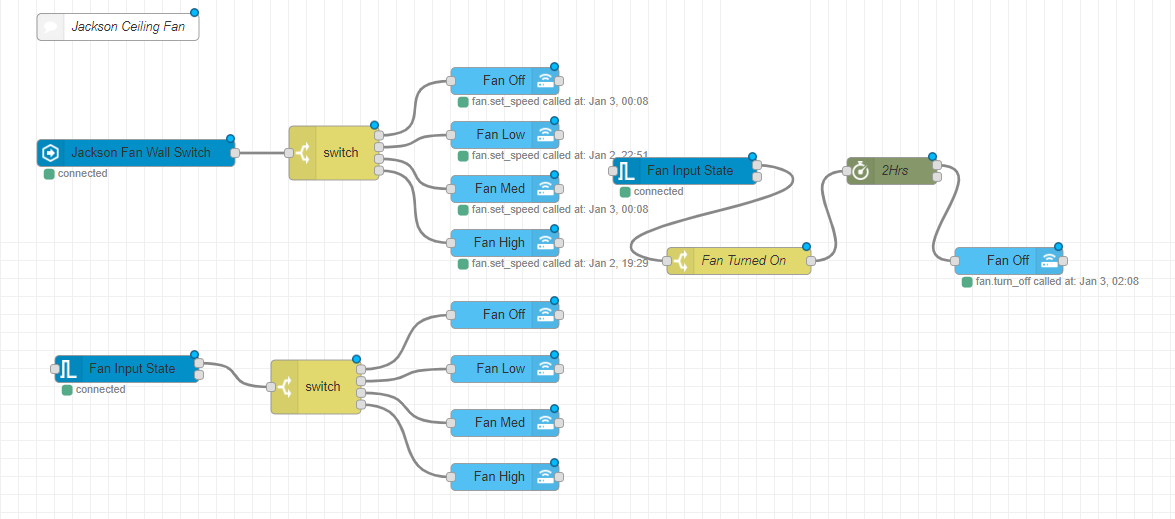 Jackson Ceiling Fan
Jackson Fan Wall Switch
connected
switch
Fan Off
fan.set_speed called at: Jan 3, 00:08
Fan Low
fan.set_speed called at: Jan 2, 22:51
Fan Med
fan.set_speed called at: Jan 3, 00:08
Fan High
fan.set_speed called at: Jan 2, 19:29
Fan Input State
connected
Fan Turned On
2Hrs
Fan Off
fan.turn_off called at: Jan 3, 02:08
Fan Input State
connected
switch
Fan Off
Fan Low
Fan Med
Fan High